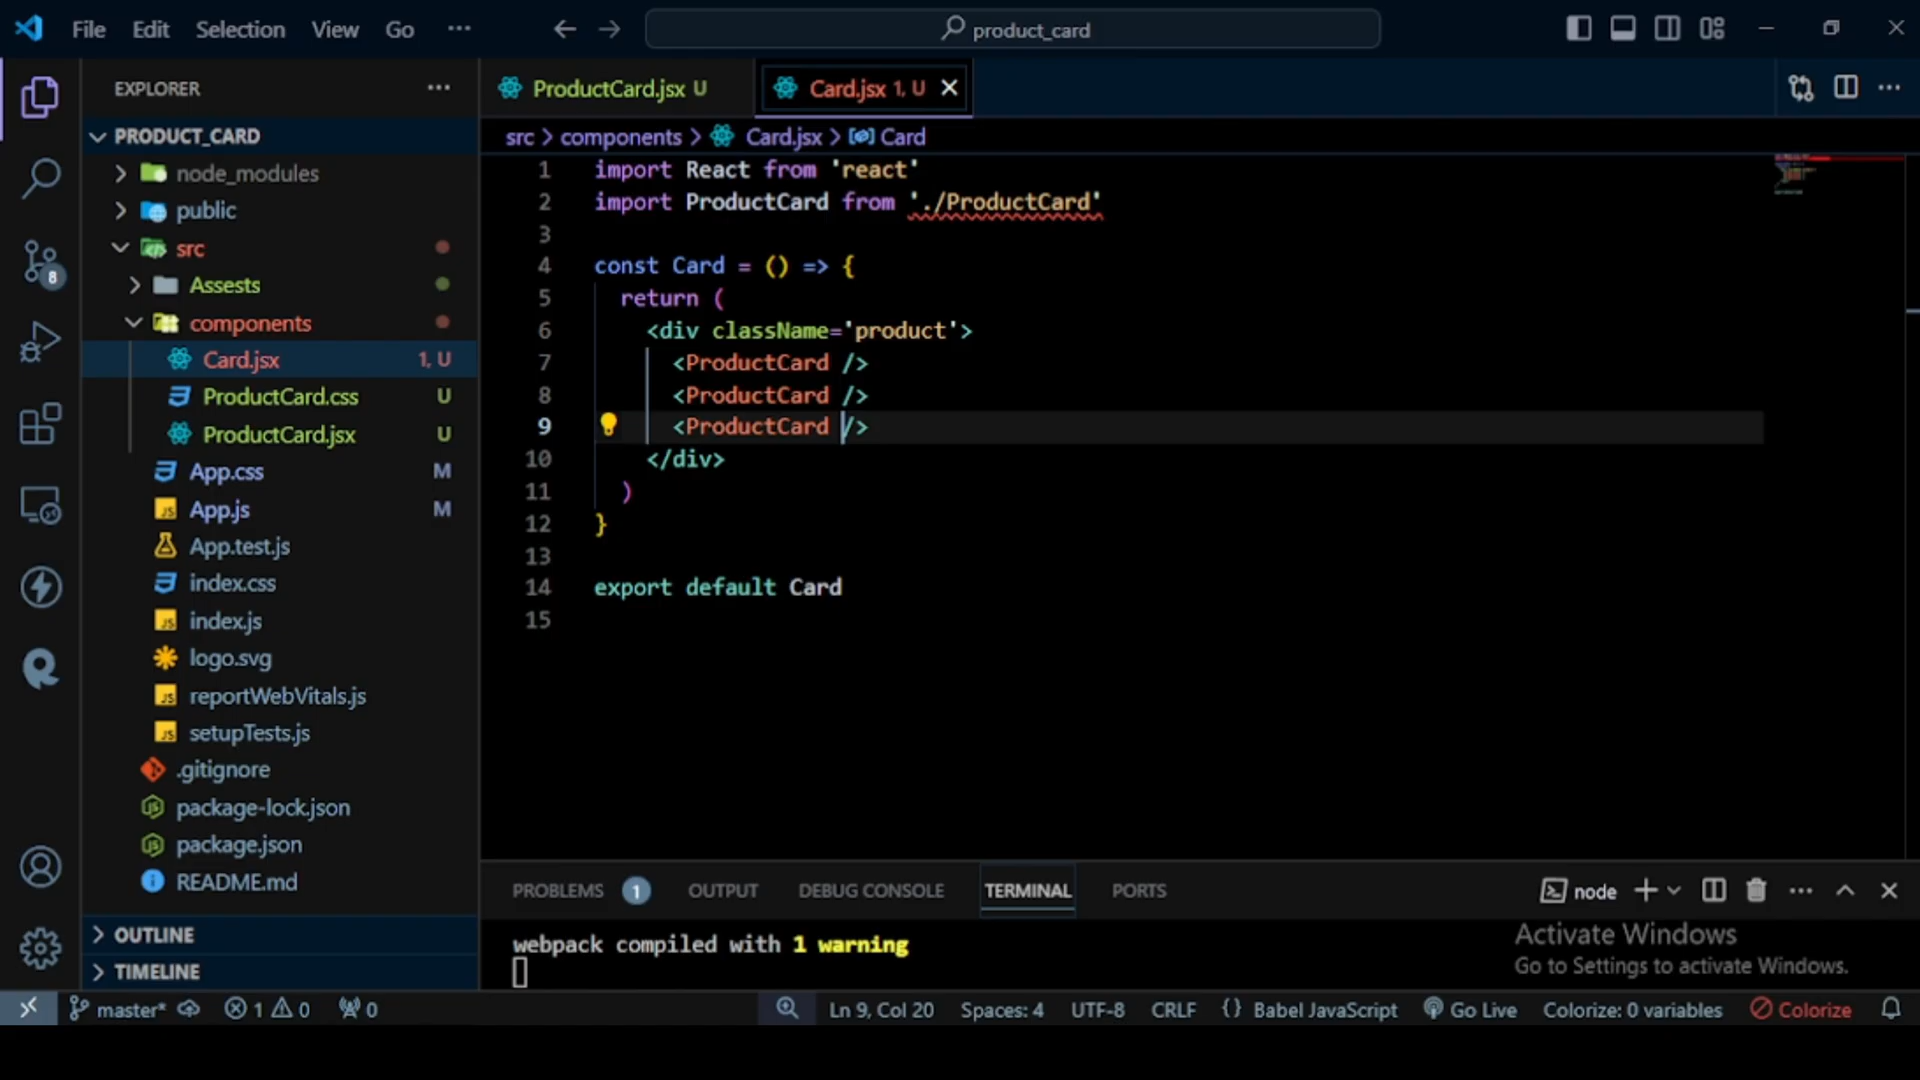 File Edit Selection View Go ··· product_card
EXPLORER
PRODUCT_CARD
node_modules
public
src
Assests
components
Card.jsx 1, U
ProductCard.css U
ProductCard.jsx U
App.css M
App.js M
App.test.js
index.css
index.js
logo.svg
reportWebVitals.js
setupTests.js
.gitignore
package-lock.json
package.json
README.md
OUTLINE
TIMELINE
8
ProductCard.jsx U
Card.jsx 1, U
src > components > Card.jsx > Card
1 import React from 'react'
2 import ProductCard from './ProductCard'
3
4 const Card = () => {
5 return (
6 <div className='product'>
7 <ProductCard />
8 <ProductCard />
9 <ProductCard />
10 </div>
11 )
12 }
13
14 export default Card
15
PROBLEMS 1 OUTPUT DEBUG CONSOLE TERMINAL PORTS node
webpack compiled with 1 warning
Activate Windows
Go to Settings to activate Windows.
master* 1 0 0 Ln 9, Col 20 Spaces: 4 UTF-8 CRLF {} Babel JavaScript Go Live Colorize: 0 variables Colorize